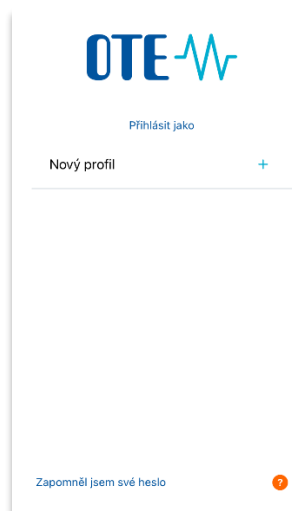 OTE
Přihlásit jako
Nový profil +
Zapomněl jsem své heslo ?